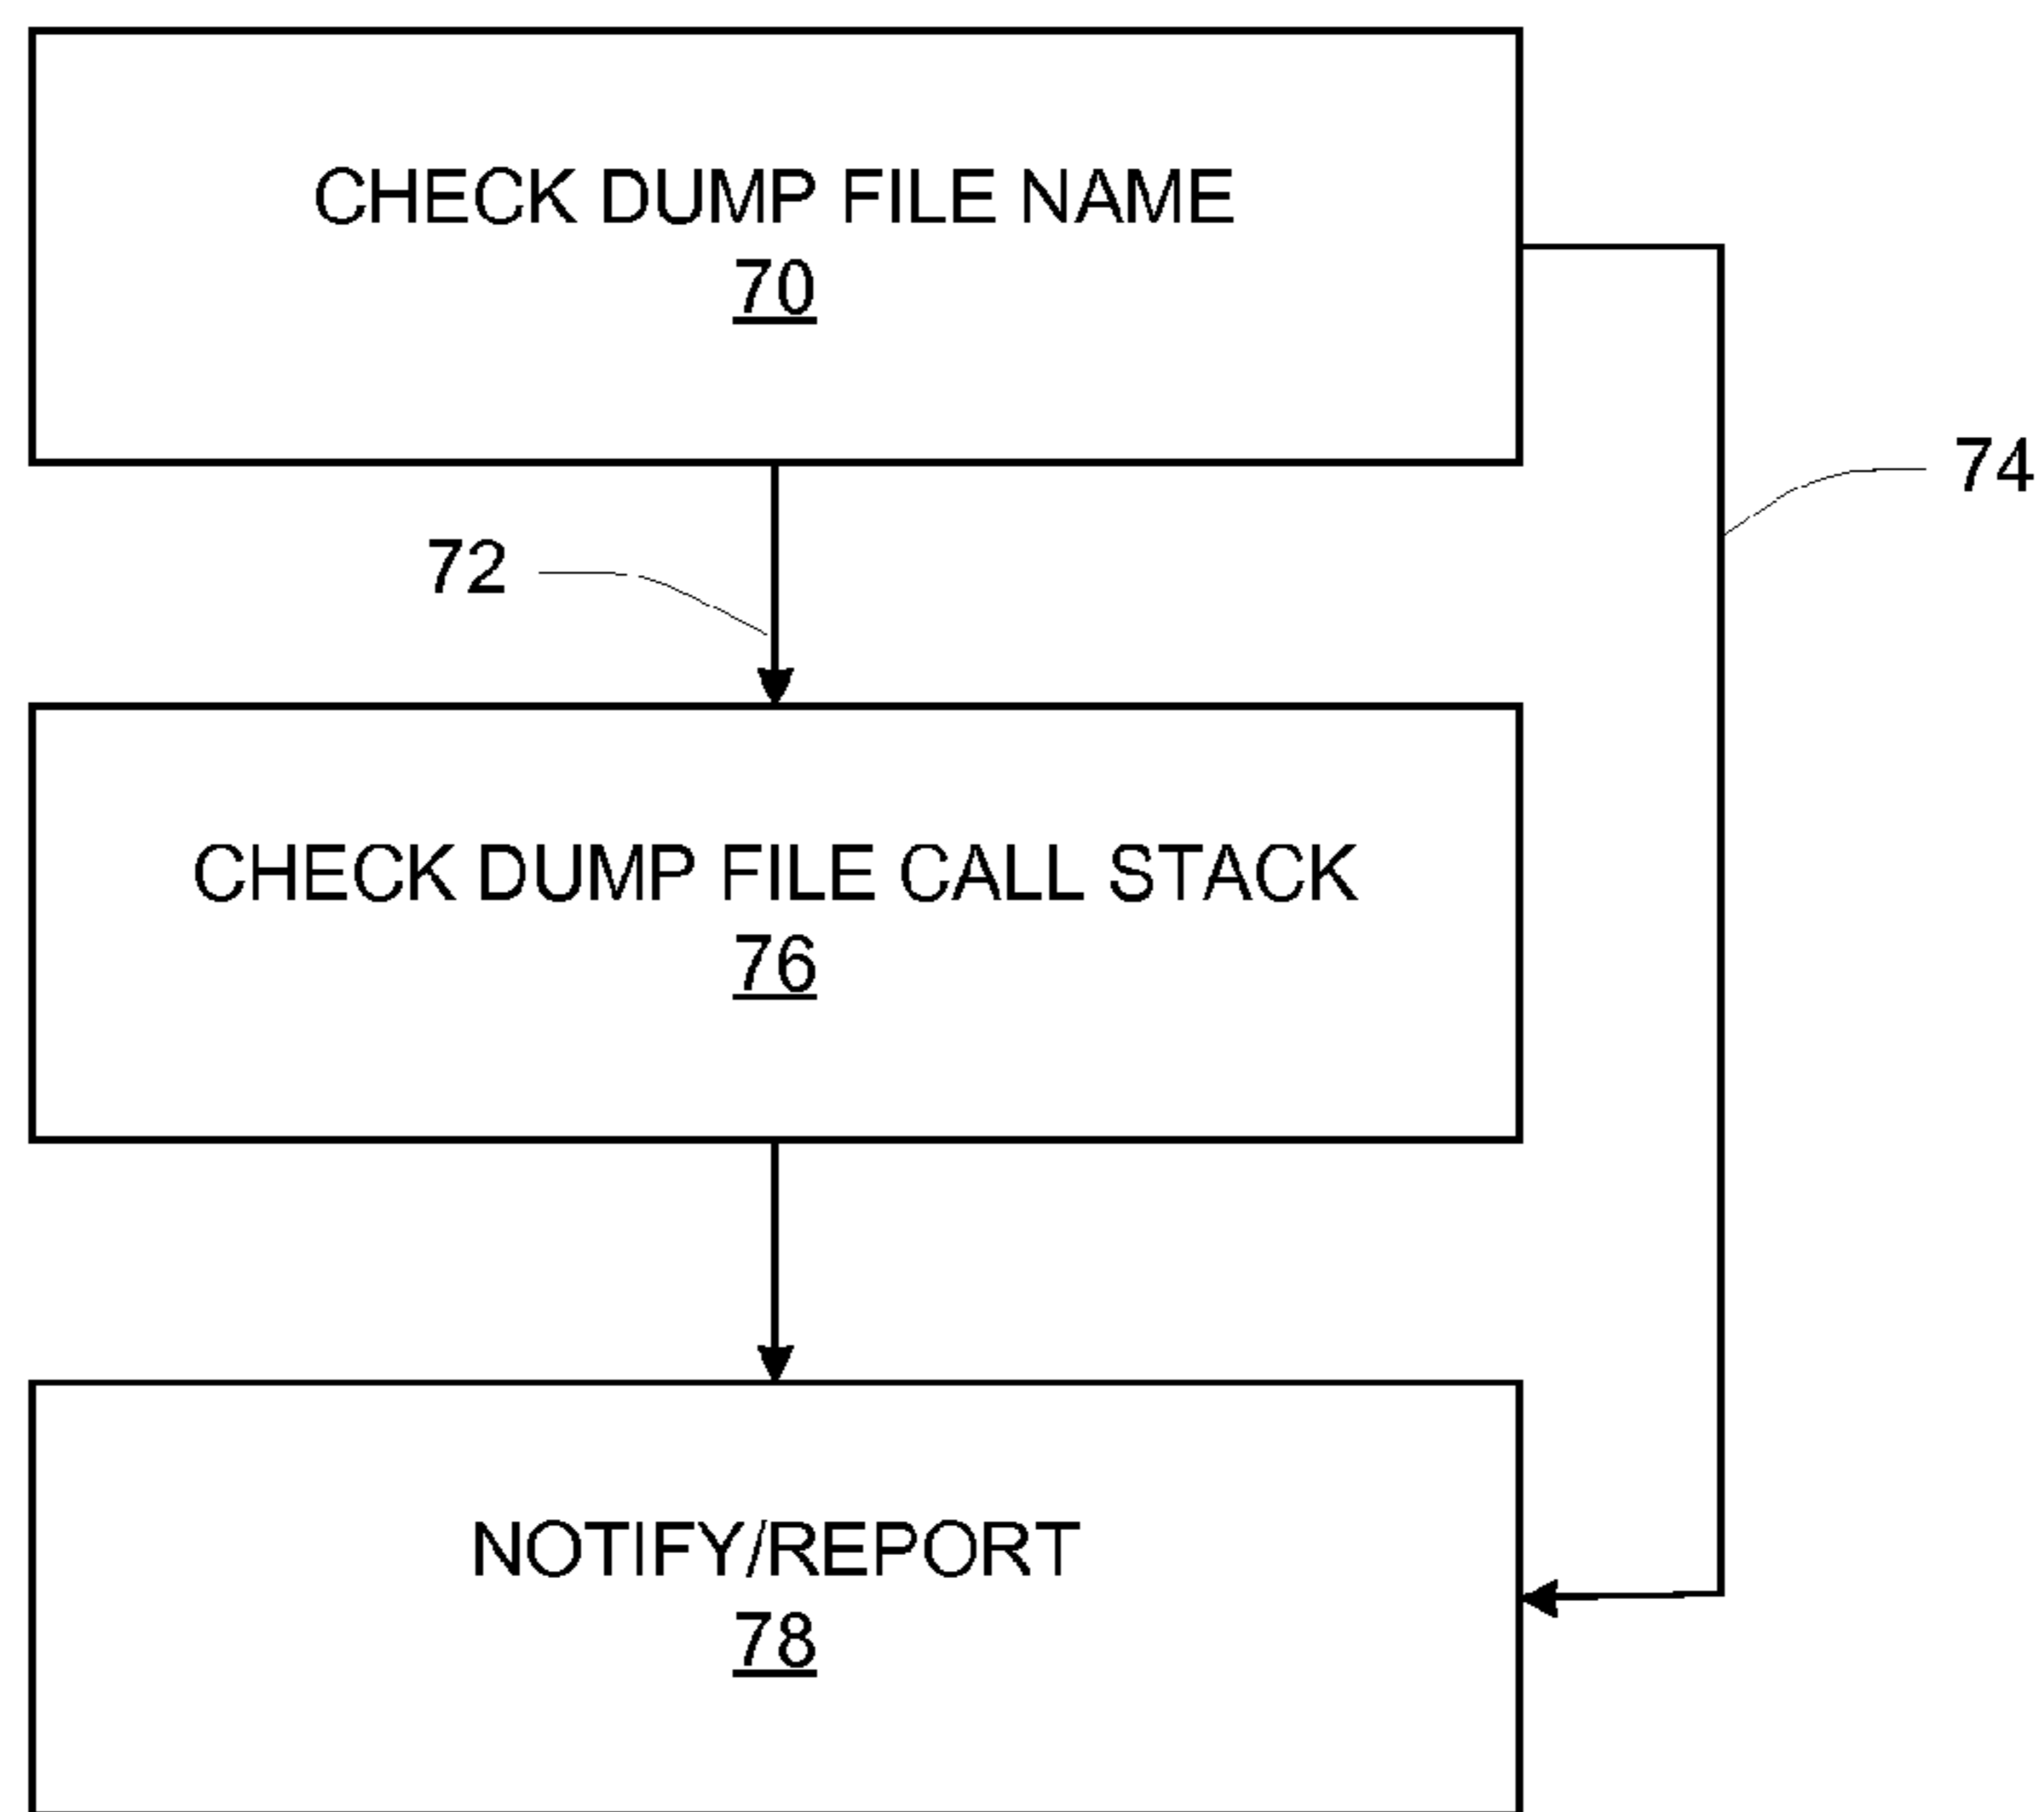 CHECK DUMP FILE NAME
70
74
72
CHECK DUMP FILE CALL STACK
76
NOTIFY/REPORT
78